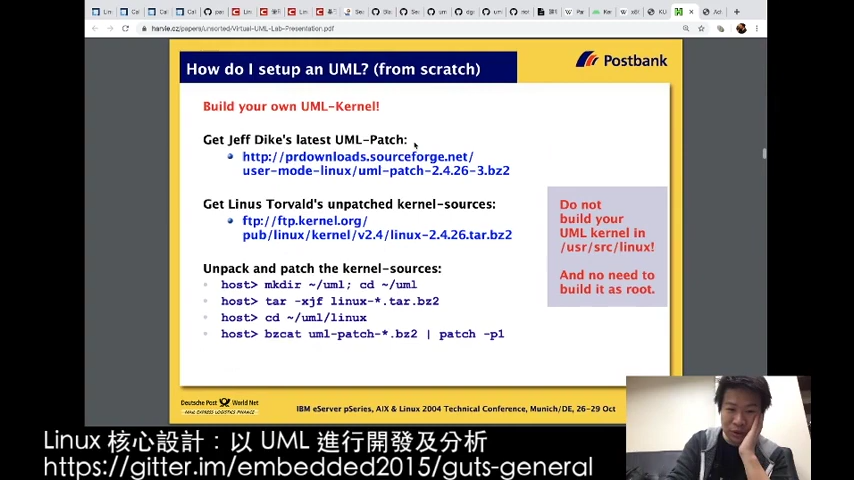 harvie.cz/papers/unsorted/Virtual-UML-Lab-Presentation.pdf
How do I setup an UML? (from scratch)
Postbank
Build your own UML-Kernel!
Get Jeff Dike's latest UML-Patch:
http://prdownloads.sourceforge.net/
user-mode-linux/uml-patch-2.4.26-3.bz2
Get Linus Torvald's unpatched kernel-sources:
ftp://ftp.kernel.org/
pub/linux/kernel/v2.4/linux-2.4.26.tar.bz2
Do not
build your
UML kernel in
/usr/src/linux!
And no need to
build it as root.
Unpack and patch the kernel-sources:
host> mkdir ~/uml; cd ~/uml
host> tar -xjf linux-*.tar.bz2
host> cd ~/uml/linux
host> bzcat uml-patch-*.bz2 | patch -p1
Deutsche Post World Net
MAIL EXPRESS LOGISTICS FINANCE
IBM eServer pSeries, AIX & Linux 2004 Technical Conference, Munich/DE, 26-29 Oct
Linux 核心設計：以 UML 進行開發及分析
https://gitter.im/embedded2015/guts-general